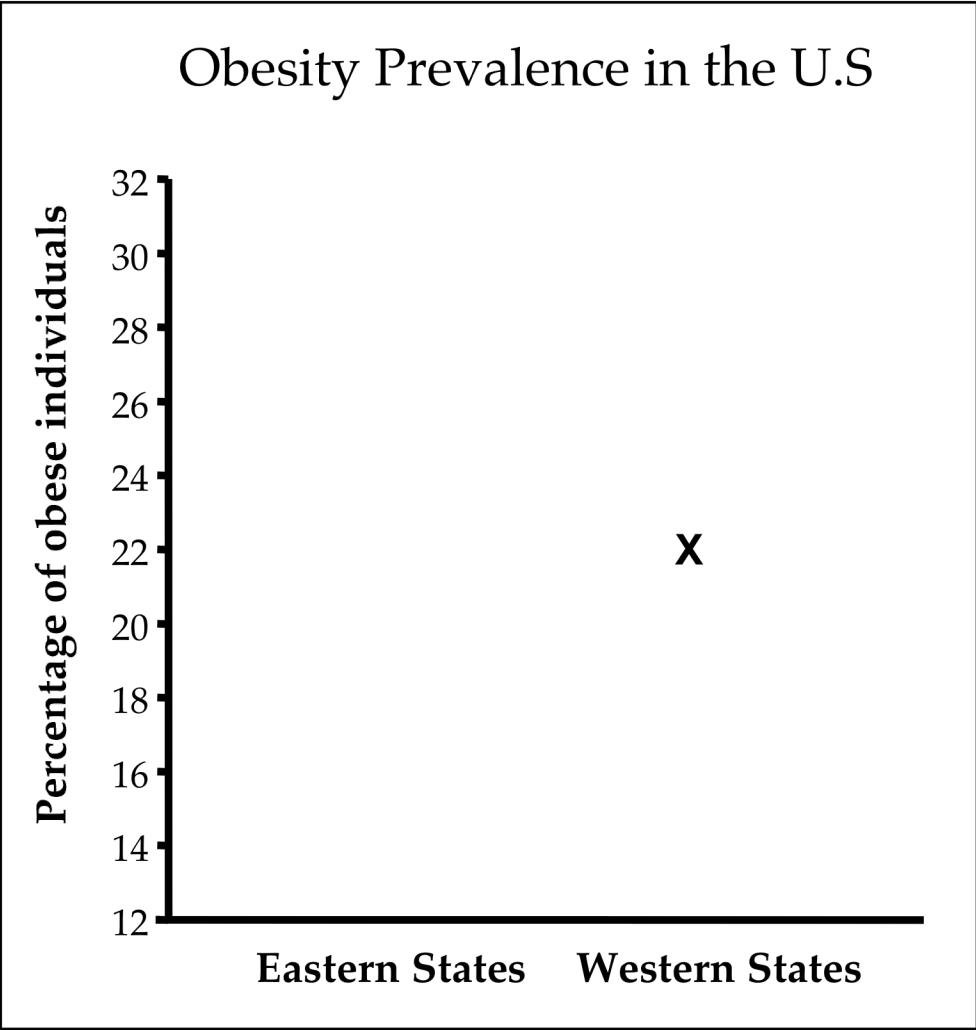 Obesity Prevalence in the U.S
Percentage of obese individuals
32
30
28
26
24
22
20
18
16
14
12
X
Eastern States
Western States